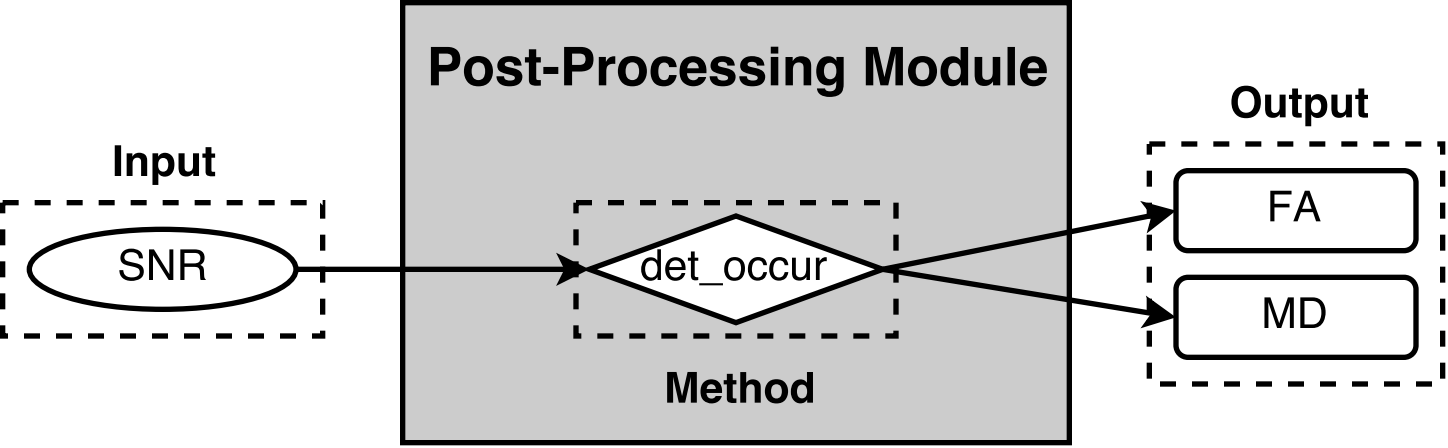 Post-Processing Module
Input
SNR
det_occur
Method
Output
FA
MD